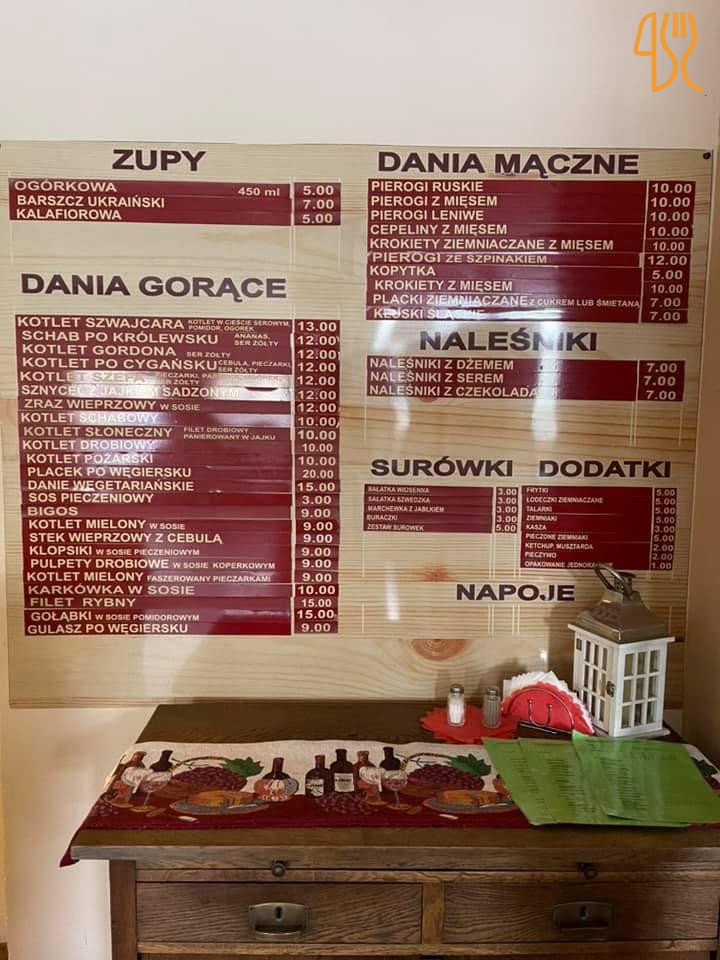 ZUPY
OGÓRKOWA 450 ml 5.00
BARSZCZ UKRAIŃSKI 7.00
KALAFIOROWA 5.00
DANIA GORĄCE
KOTLET SZWAJCARA KOTLET W CIEŚCIE SEROWYM, POMIDOR, OGÓREK 13.00
SCHAB PO KRÓLEWSKU ANANAS, SER ŻÓŁTY 12.00
KOTLET GORDONA SER ŻÓŁTY 12.00
KOTLET PO CYGAŃSKU CEBULA, PIECZARKI, SER ŻÓŁTY 12.00
KOTLET SZEFA SER ŻÓŁTY 12.00
SZNYCEL Z JAJKIEM SADZONYM 12.00
ZRAZ WIEPRZOWY W SOSIE 12.00
KOTLET SCHABOWY 10.00
KOTLET SŁONECZNY FILET DROBIOWY PANIEROWANY W JAJKU 10.00
KOTLET DROBIOWY 10.00
KOTLET POŻARSKI 10.00
PLACEK PO WĘGIERSKU 20.00
DANIE WEGETARIAŃSKIE 15.00
SOS PIECZENIOWY 3.00
BIGOS 9.00
KOTLET MIELONY W SOSIE 9.00
STEK WIEPRZOWY Z CEBULĄ 9.00
KLOPSIKI W SOSIE PIECZENIOWYM 9.00
PULPETY DROBIOWE W SOSIE KOPERKOWYM 9.00
KOTLET MIELONY FASZEROWANY PIECZARKAMI 9.00
KARKÓWKA W SOSIE 10.00
FILET RYBNY 15.00
GOŁĄBKI W SOSIE POMIDOROWYM 15.00
GULASZ PO WĘGIERSKU 9.00
DANIA MĄCZNE
PIEROGI RUSKIE 10.00
PIEROGI Z MIĘSEM 10.00
PIEROGI LENIWE 10.00
CEPELINY Z MIĘSEM 10.00
KROKIETY ZIEMNIACZANE Z MIĘSEM 10.00
PIEROGI ZE SZPINAKIEM 12.00
KOPYTKA 5.00
KROKIETY Z MIĘSEM 10.00
PLACKI ZIEMNIACZANE Z CUKREM LUB ŚMIETANĄ 7.00
KLUSKI ŚLĄSKIE 7.00
NALEŚNIKI
NALEŚNIKI Z DŻEMEM 7.00
NALEŚNIKI Z SEREM 7.00
NALEŚNIKI Z CZEKOLADĄ 7.00
SURÓWKI
SAŁATKA WIOSENNA 3.00
SAŁATKA SZWEDZKA 3.00
MARCHEWKA Z JABŁKIEM 3.00
BURACZKI 3.00
ZESTAW SURÓWEK 5.00
DODATKI
FRYTKI 5.00
ŁÓDECZKI ZIEMNIACZANE 5.00
TALARKI 5.00
ZIEMNIAKI 5.00
KASZA 3.00
PIECZONE ZIEMNIAKI 5.00
KETCHUP, MUSZTARDA 2.00
PIECZYWO 2.00
OPAKOWANIE 1.00
NAPOJE